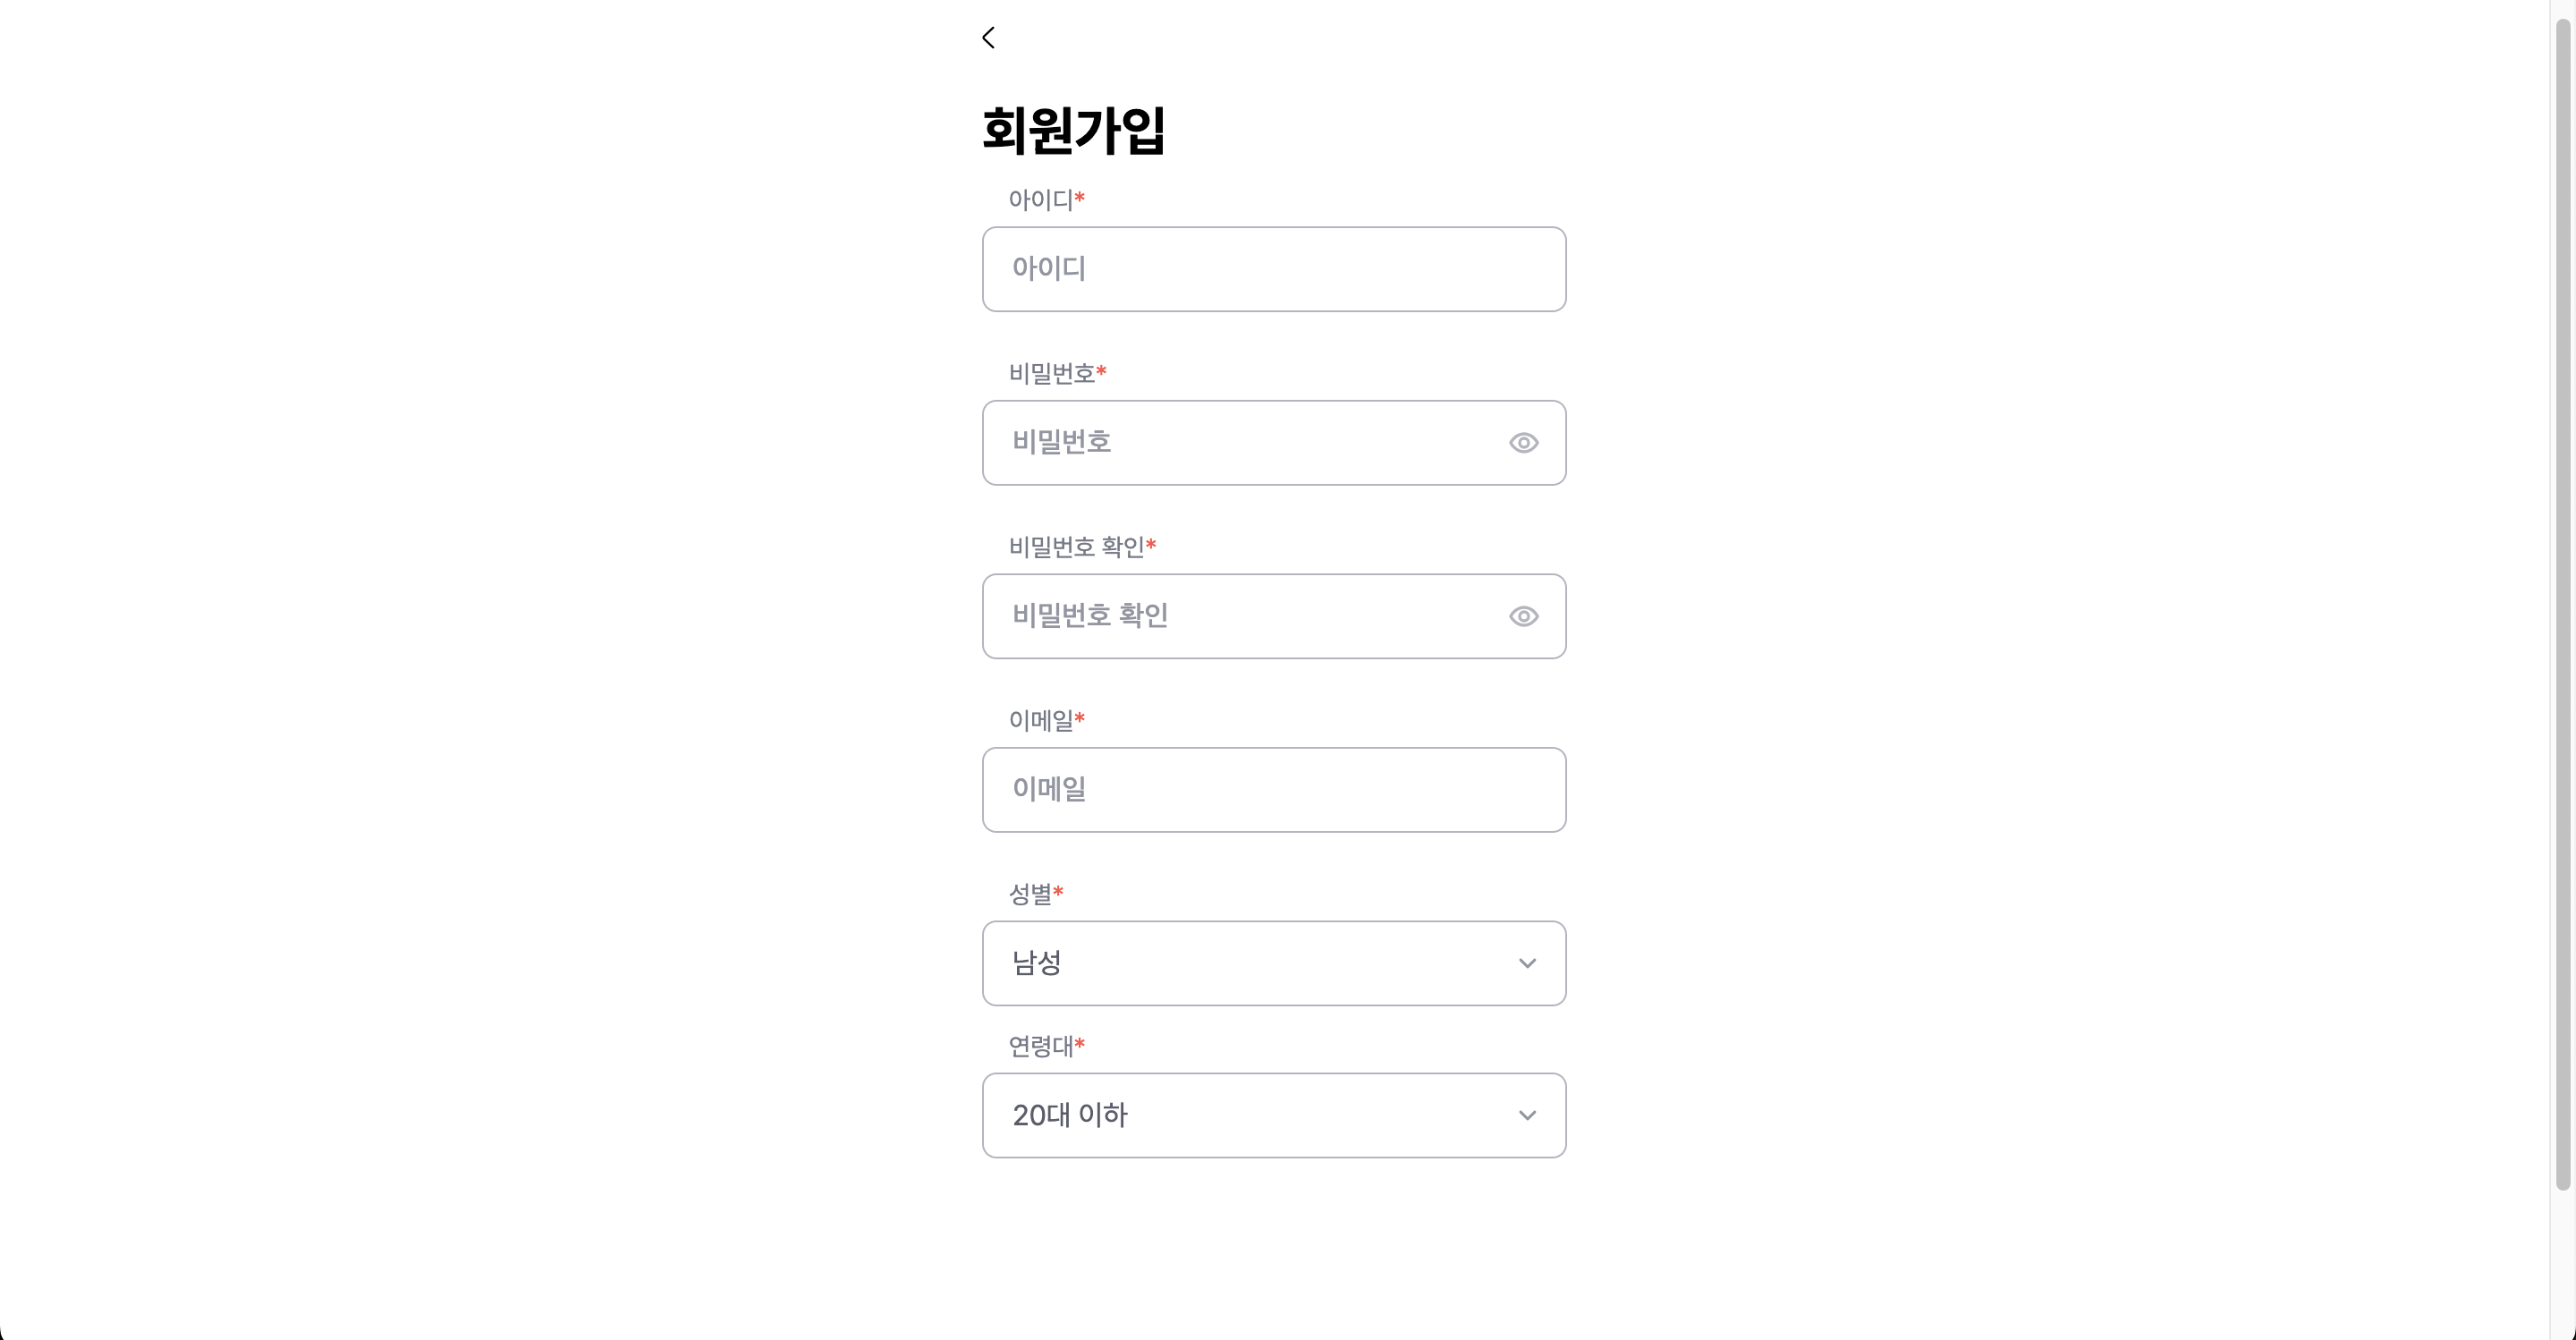 회원가입
아이디*
아이디
비밀번호*
비밀번호
비밀번호 확인*
비밀번호 확인
이메일*
이메일
성별*
남성
연령대*
20대 이하